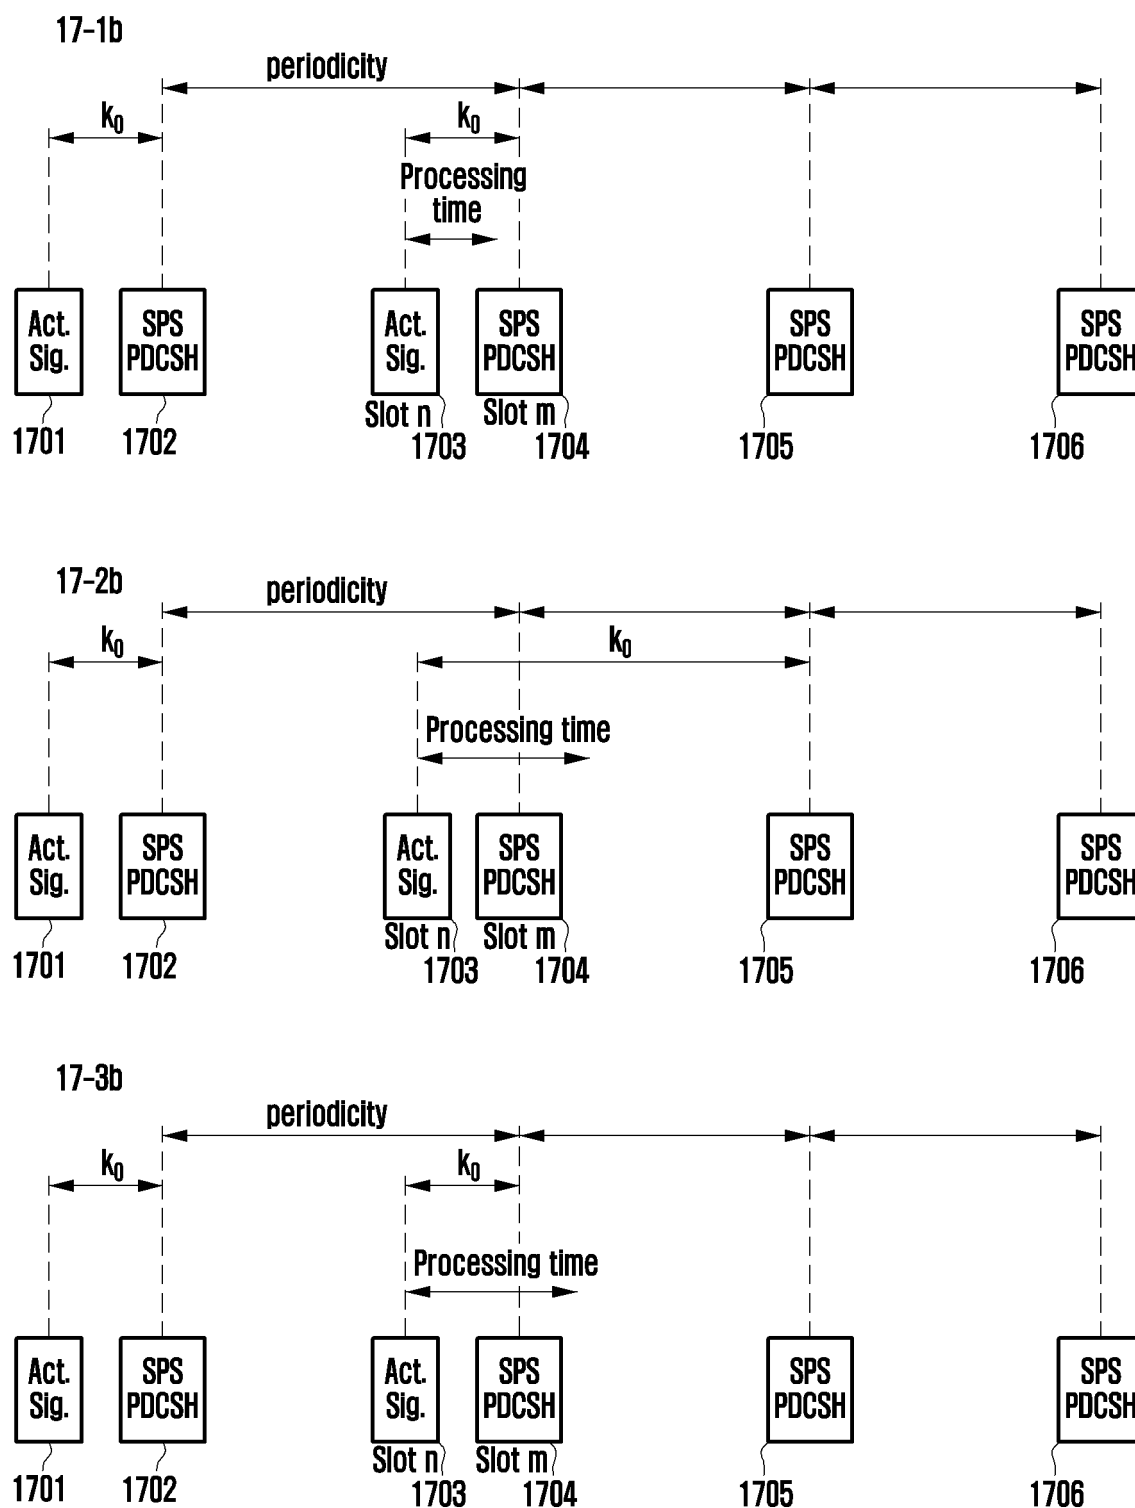 17-1b
periodicity
k0
k0
Processing
time
Act.
Sig.
SPS
PDCSH
Act.
Sig.
SPS
PDCSH
SPS
PDCSH
SPS
PDCSH
Slot n
Slot m
1701
1702
1703
1704
1705
1706
17-2b
periodicity
k0
k0
Processing time
Act.
Sig.
SPS
PDCSH
Act.
Sig.
SPS
PDCSH
SPS
PDCSH
SPS
PDCSH
Slot n
Slot m
1701
1702
1703
1704
1705
1706
17-3b
periodicity
k0
k0
Processing time
Act.
Sig.
SPS
PDCSH
Act.
Sig.
SPS
PDCSH
SPS
PDCSH
SPS
PDCSH
Slot n
Slot m
1701
1702
1703
1704
1705
1706